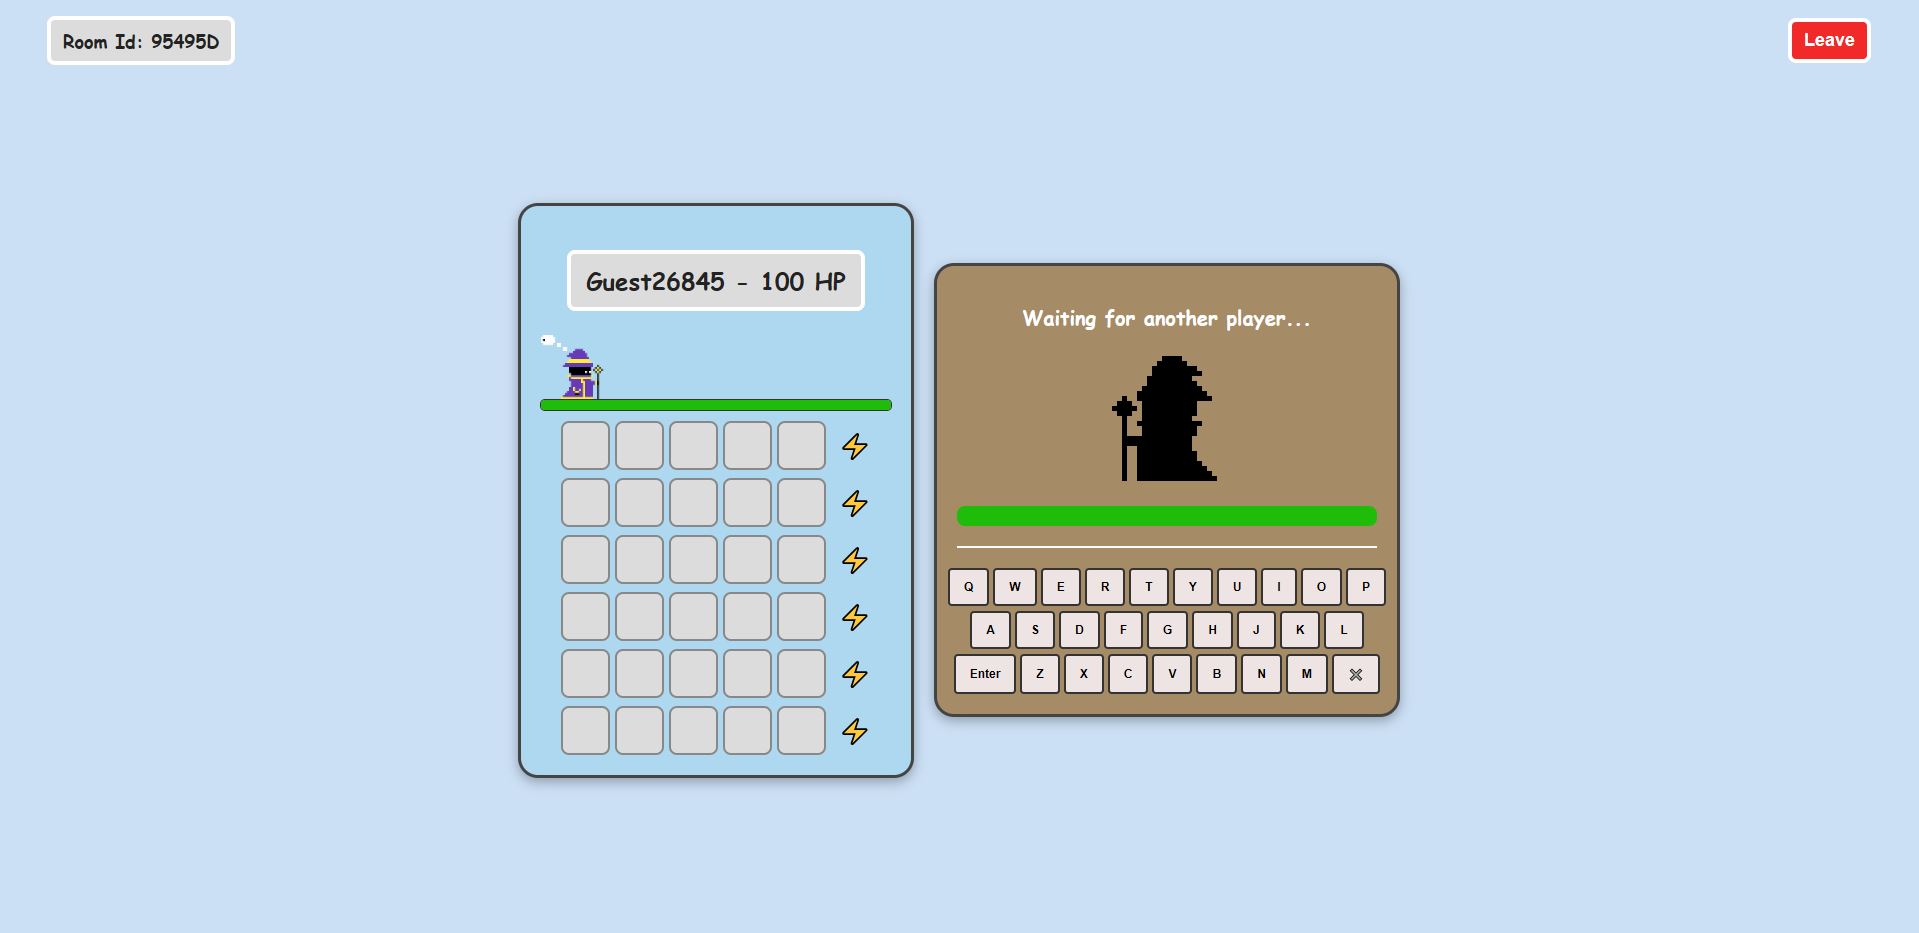 Room Id: 95495D
Leave
Guest26845 - 100 HP
Waiting for another player...
Q W E R T Y U I O P
A S D F G H J K L
Enter Z X C V B N M